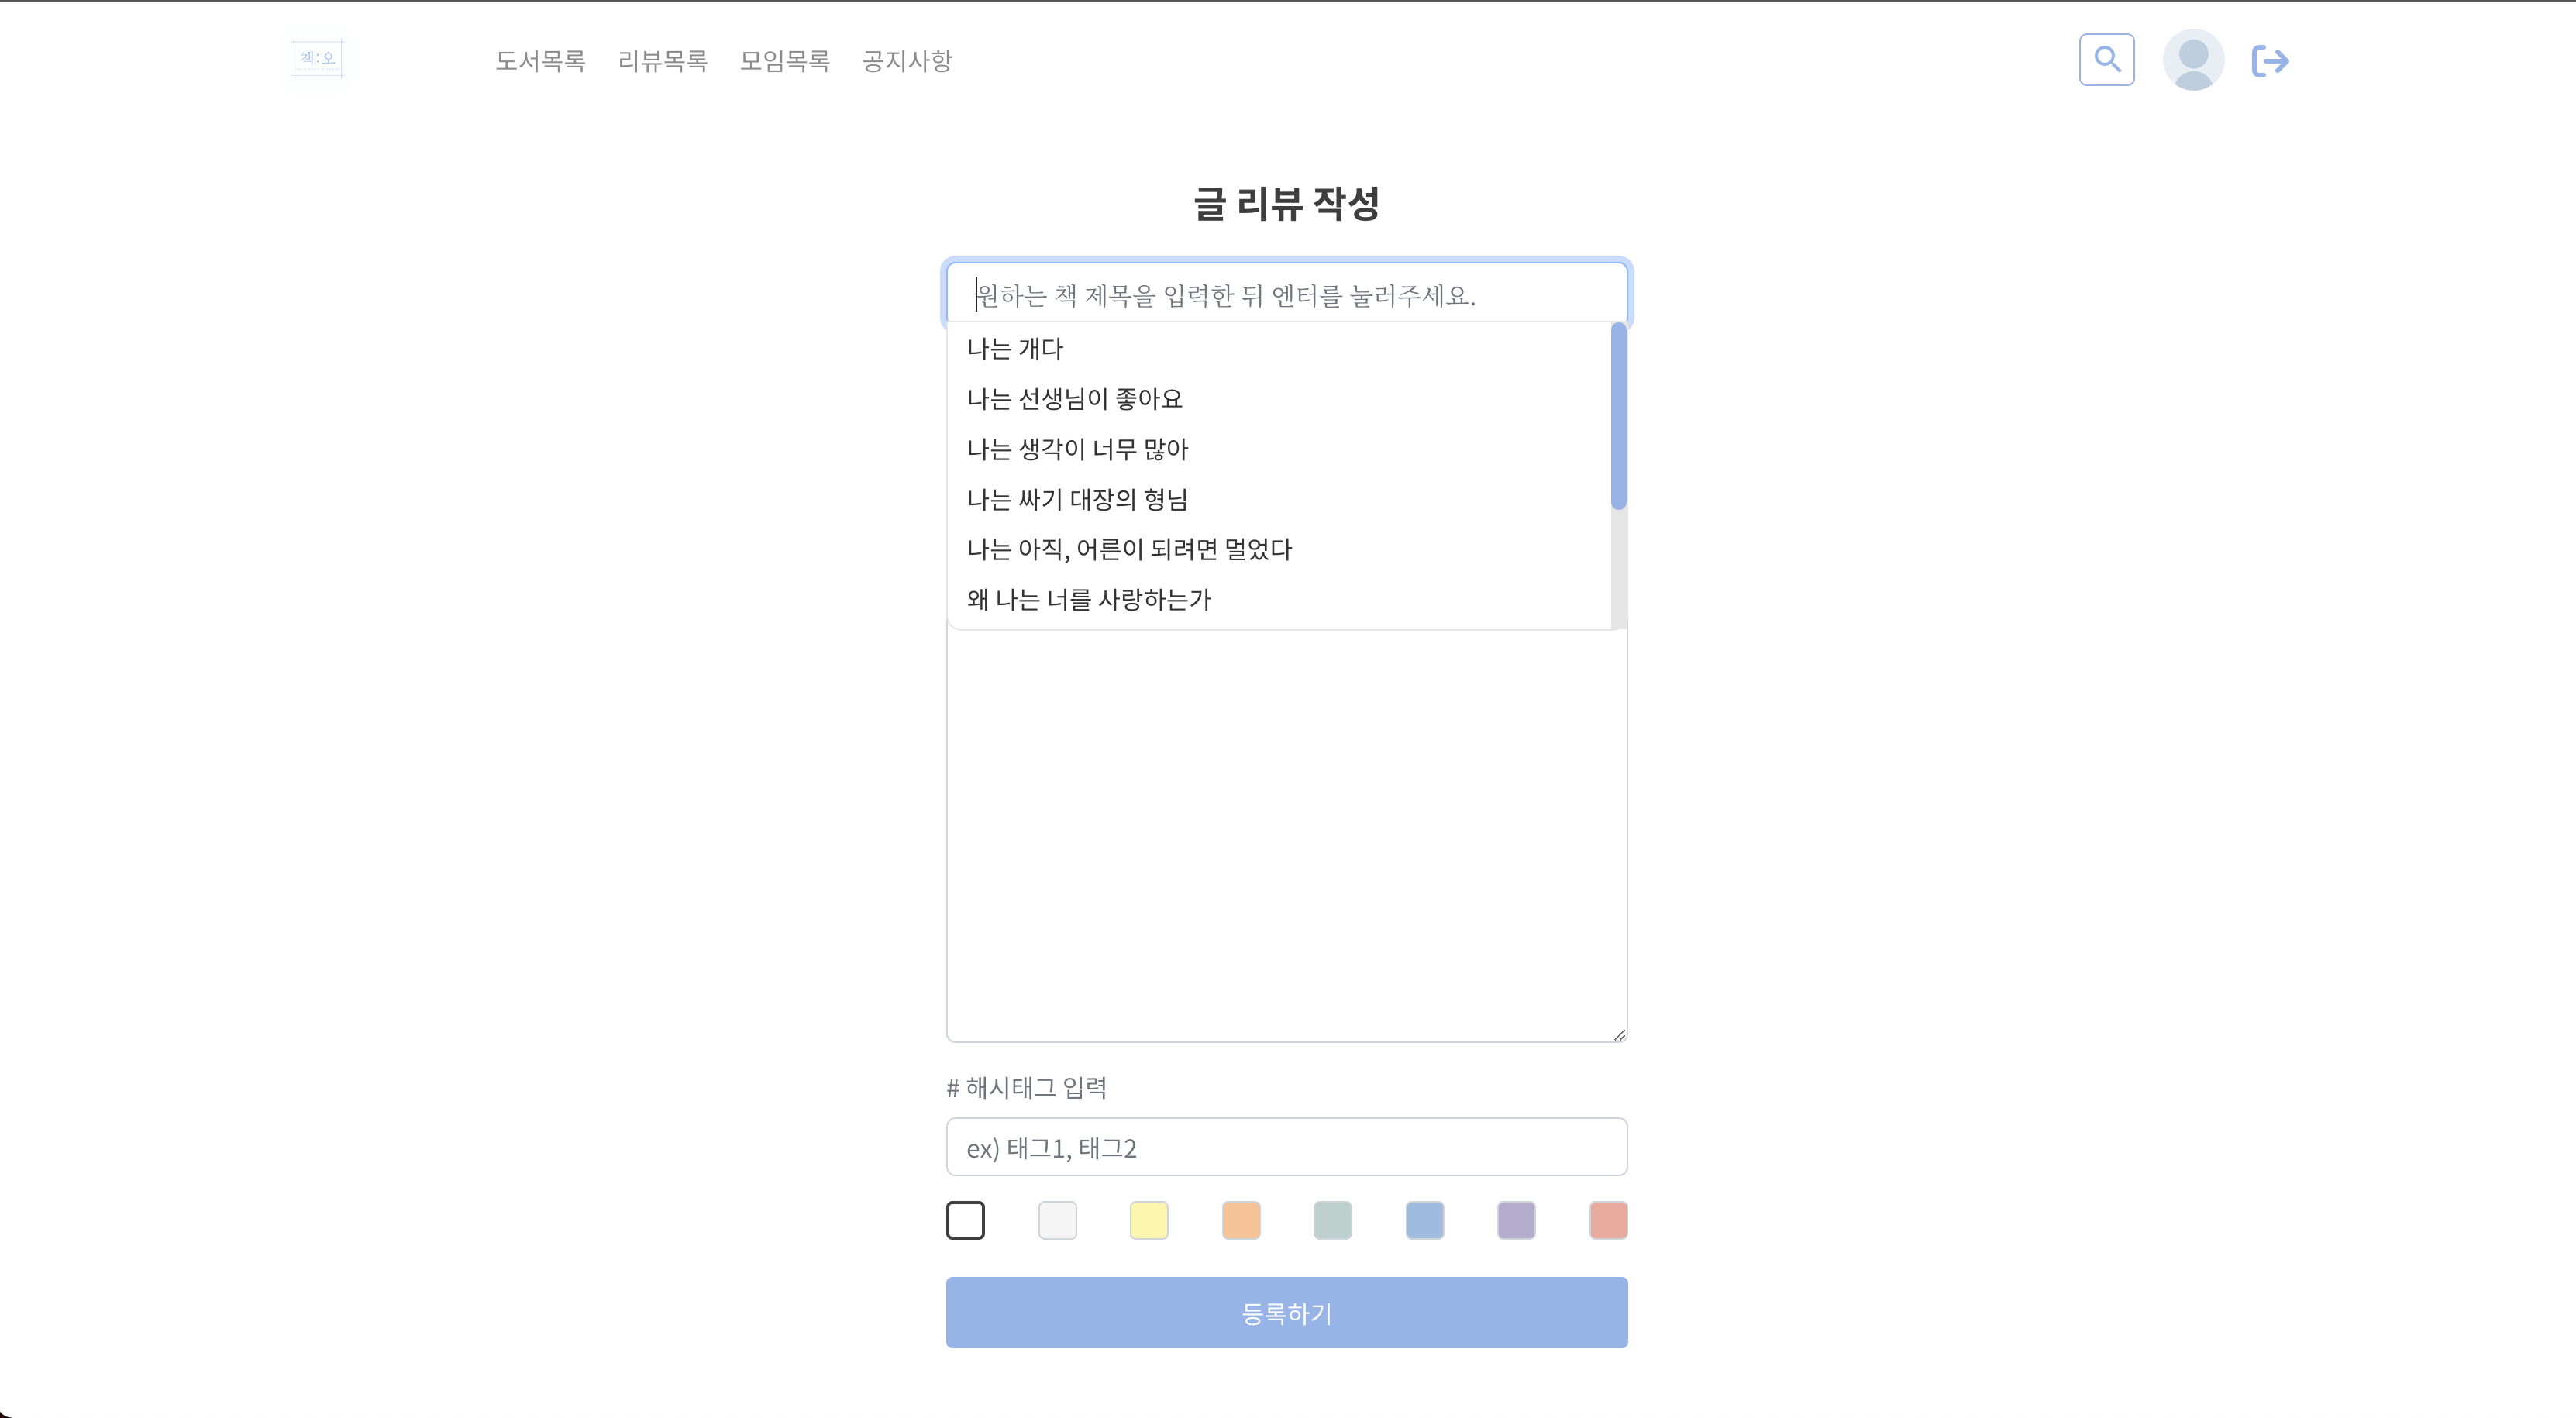 책:오
도서목록 리뷰목록 모임목록 공지사항
글 리뷰 작성
원하는 책 제목을 입력한 뒤 엔터를 눌러주세요.
나는 개다
나는 선생님이 좋아요
나는 생각이 너무 많아
나는 싸기 대장의 형님
나는 아직, 어른이 되려면 멀었다
왜 나는 너를 사랑하는가
# 해시태그 입력
ex) 태그1, 태그2
등록하기